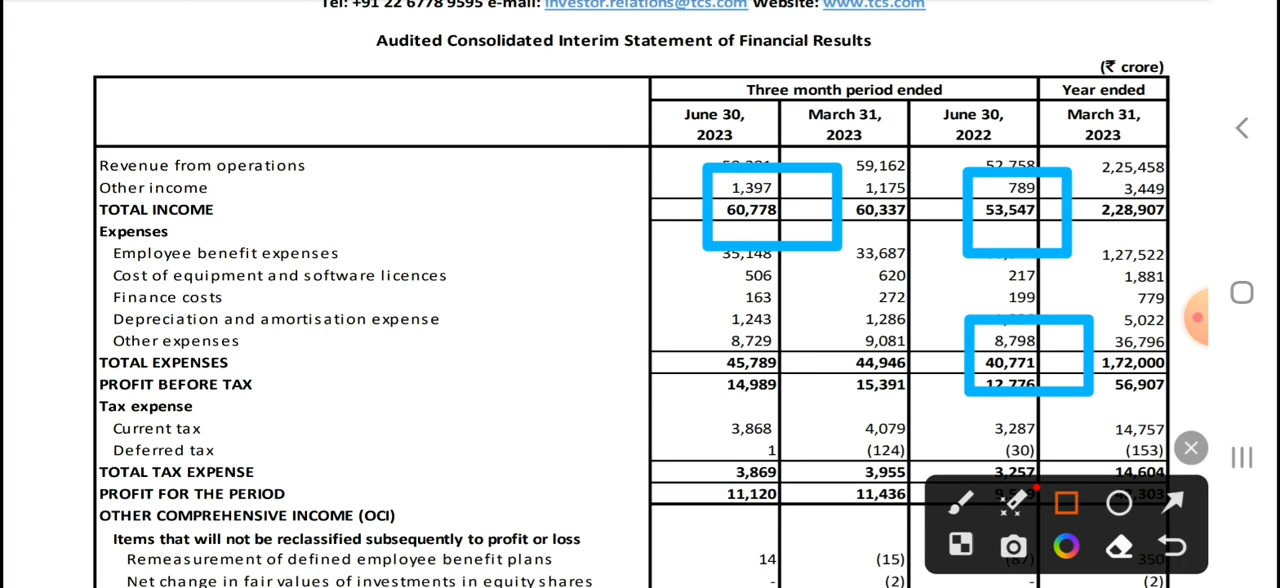 Tel: +91 22 6778 9595 e-mail: investor.relations@tcs.com Website: www.tcs.com
Audited Consolidated Interim Statement of Financial Results
(₹ crore)
Three month period ended Year ended
June 30, 2023 March 31, 2023 June 30, 2022 March 31, 2023
Revenue from operations 59,162 52,758 2,25,458
Other income 1,397 1,175 789 3,449
TOTAL INCOME 60,778 60,337 53,547 2,28,907
Expenses
Employee benefit expenses 35,148 33,687 1,27,522
Cost of equipment and software licences 506 620 217 1,881
Finance costs 163 272 199 779
Depreciation and amortisation expense 1,243 1,286 5,022
Other expenses 8,729 9,081 8,798 36,796
TOTAL EXPENSES 45,789 44,946 40,771 1,72,000
PROFIT BEFORE TAX 14,989 15,391 12,776 56,907
Tax expense
Current tax 3,868 4,079 3,287 14,757
Deferred tax 1 (124) (30) (153)
TOTAL TAX EXPENSE 3,869 3,955 3,257 14,604
PROFIT FOR THE PERIOD 11,120 11,436
OTHER COMPREHENSIVE INCOME (OCI)
Items that will not be reclassified subsequently to profit or loss
Remeasurement of defined employee benefit plans 14 (15) (87) 350
Net change in fair values of investments in equity shares - (2) - (2)